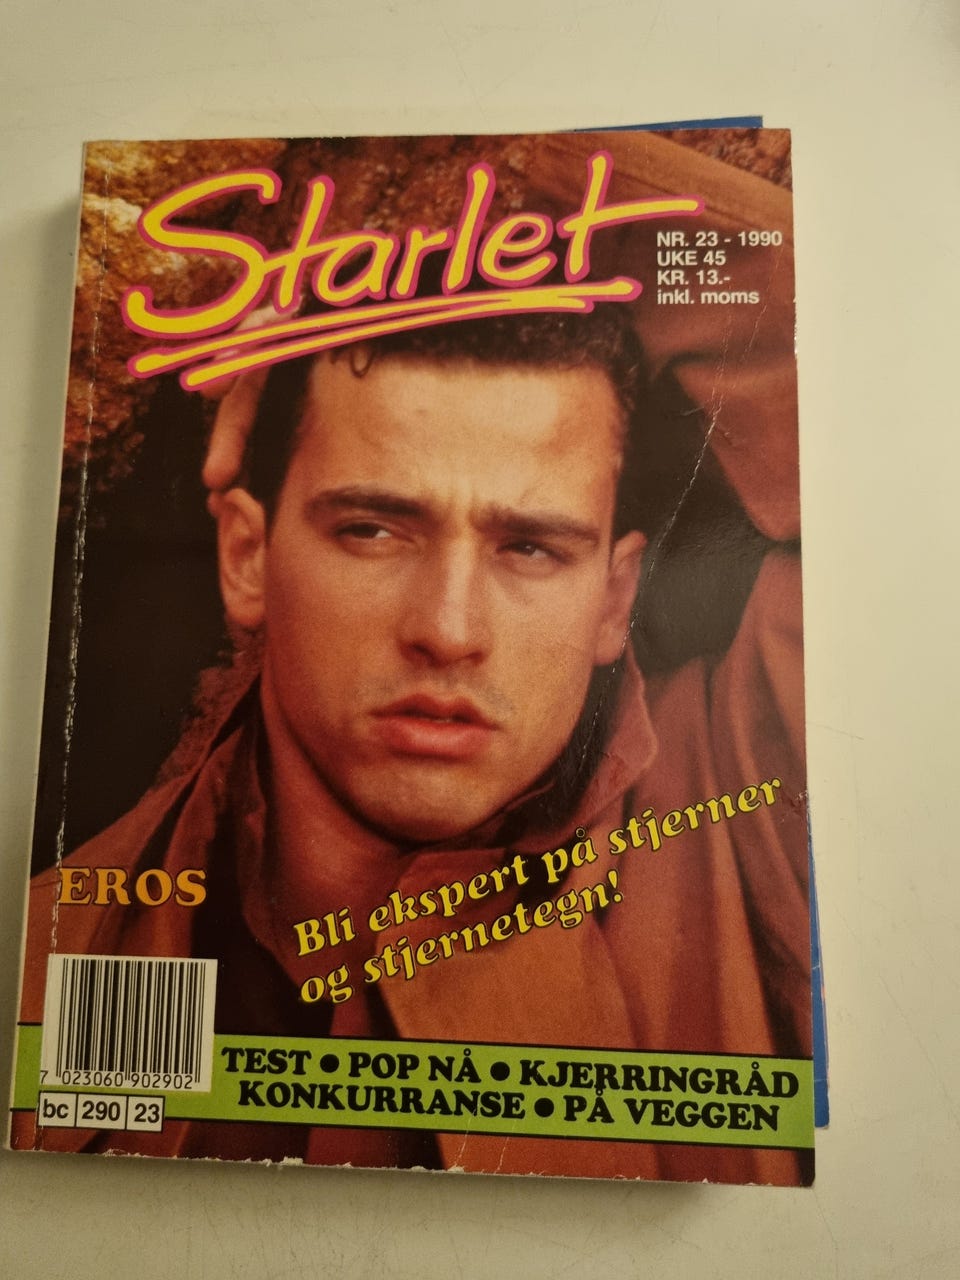 Starlet
NR. 23 - 1990
UKE 45
KR. 13.-
inkl. moms
EROS
Bli ekspert på stjerner
og stjernetegn!
7 023060 902902
bc 290 23
TEST ● POP NÅ ● KJERRINGRÅD
KONKURRANSE ● PÅ VEGGEN